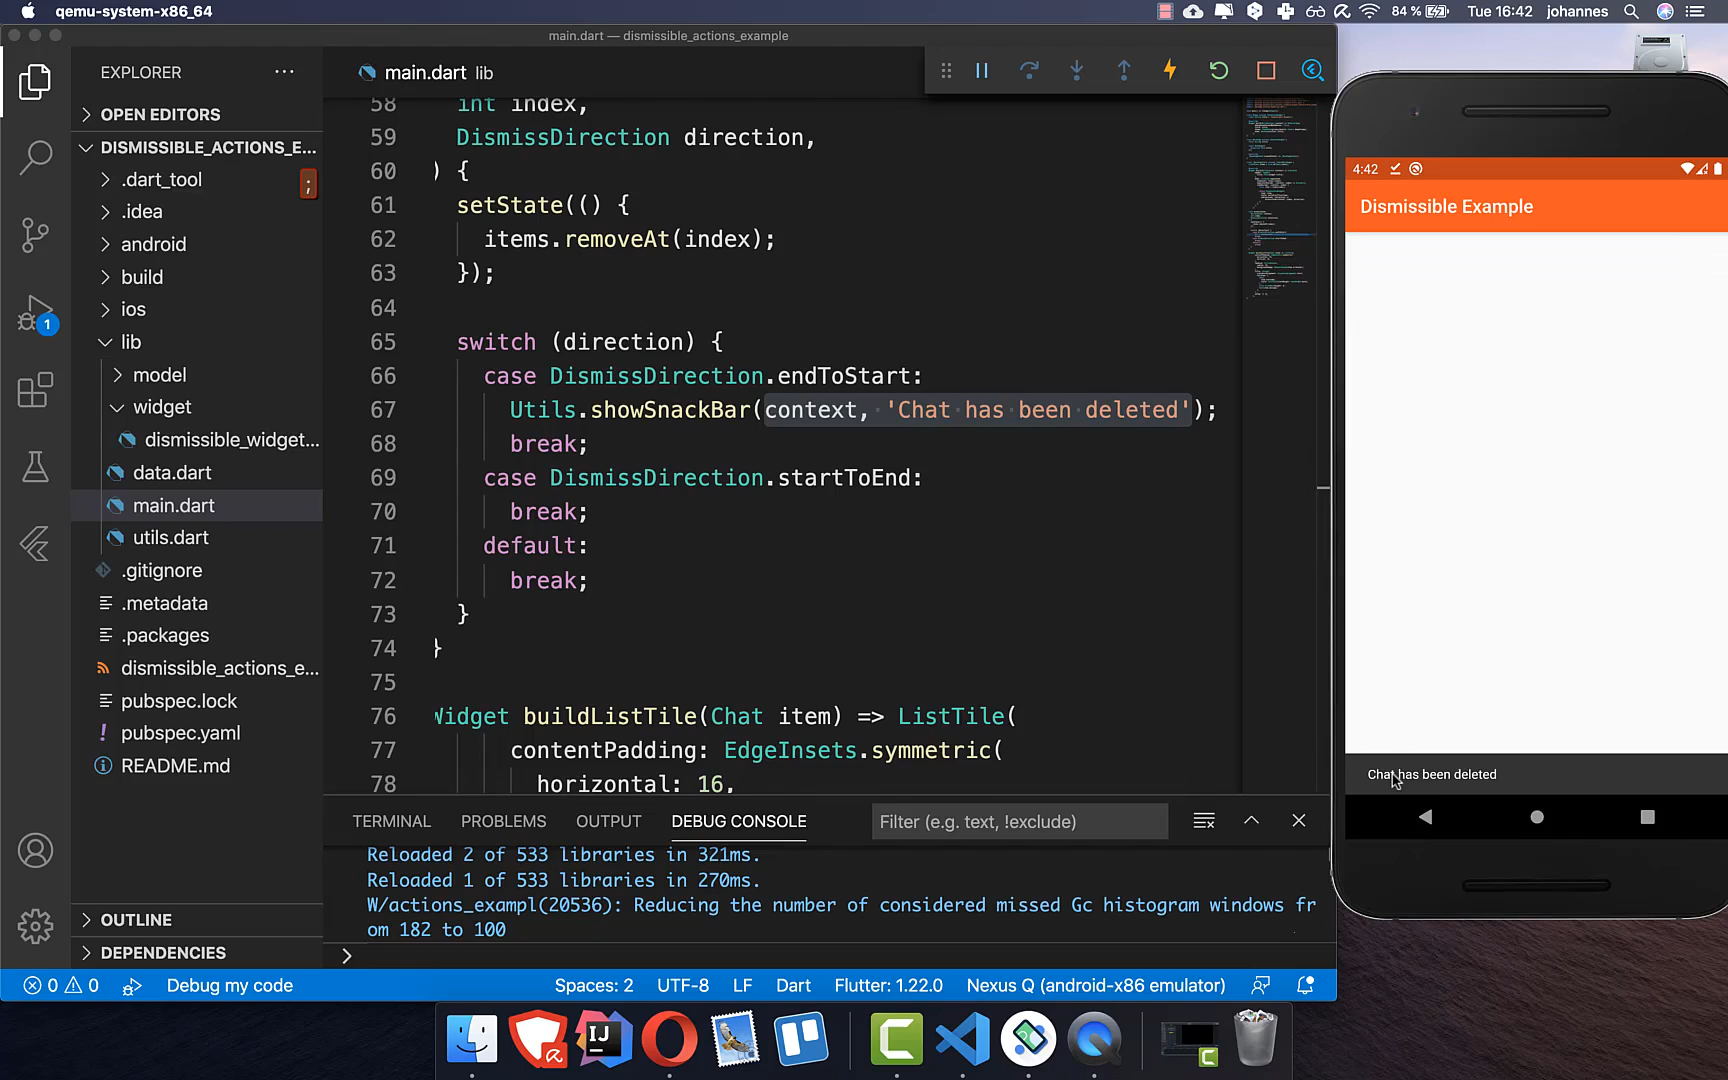 qemu-system-x86_64
84 %
Tue 16:42
johannes
main.dart — dismissible_actions_example
EXPLORER
OPEN EDITORS
DISMISSIBLE_ACTIONS_E...
.dart_tool
;
.idea
android
build
ios
lib
model
widget
dismissible_widget...
data.dart
main.dart
utils.dart
.gitignore
.metadata
.packages
dismissible_actions_e...
pubspec.lock
pubspec.yaml
README.md
OUTLINE
DEPENDENCIES
1
main.dart lib
58 int index,
59 DismissDirection direction,
60 ) {
61 setState(() {
62 items.removeAt(index);
63 });
64
65 switch (direction) {
66 case DismissDirection.endToStart:
67 Utils.showSnackBar(context, 'Chat has been deleted');
68 break;
69 case DismissDirection.startToEnd:
70 break;
71 default:
72 break;
73 }
74 }
75
76 Widget buildListTile(Chat item) => ListTile(
77 contentPadding: EdgeInsets.symmetric(
78 horizontal: 16,
TERMINAL
PROBLEMS
OUTPUT
DEBUG CONSOLE
Filter (e.g. text, !exclude)
Reloaded 2 of 533 libraries in 321ms.
Reloaded 1 of 533 libraries in 270ms.
W/actions_exampl(20536): Reducing the number of considered missed Gc histogram windows fr
om 182 to 100
0 0
Debug my code
Spaces: 2
UTF-8
LF
Dart
Flutter: 1.22.0
Nexus Q (android-x86 emulator)
4:42
Dismissible Example
Chat has been deleted
IJ